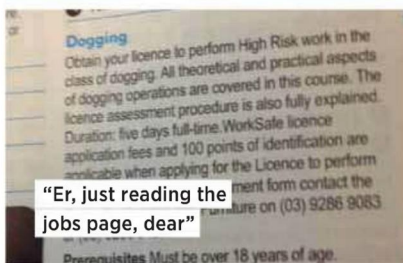 Dogging
Obtain your licence to perform High Risk work in the
class of dogging. All theoretical and practical aspects
of dogging operations are covered in this course. The
licence assessment procedure is also fully explained.
Duration: five days full-time. WorkSafe licence
application fees and 100 points of identification are
applicable when applying for the Licence to perform
ment form contact the
“Er, just reading the
jobs page, dear”
on (03) 9286 9083
Prerequisites Must be over 18 years of age.